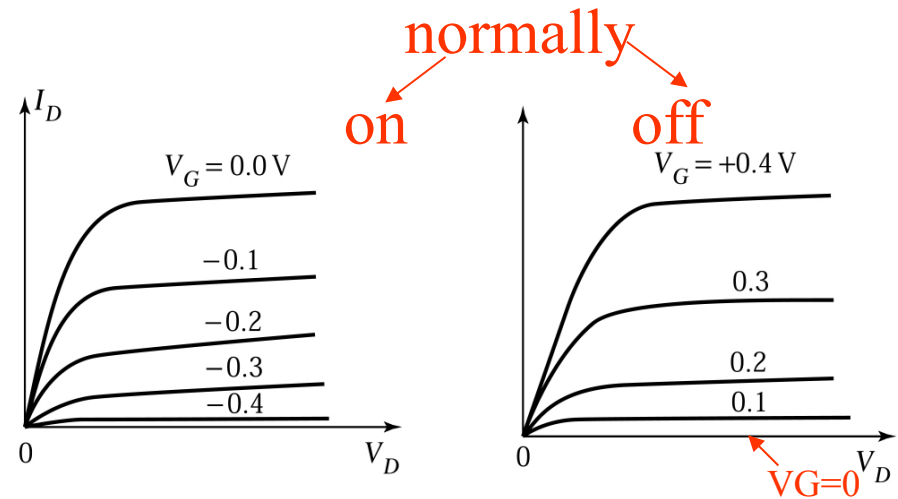 normally
on
off
I_D
V_G = 0.0 V
−0.1
−0.2
−0.3
−0.4
0
V_D
V_G = +0.4 V
0.3
0.2
0.1
0
V_D
VG=0